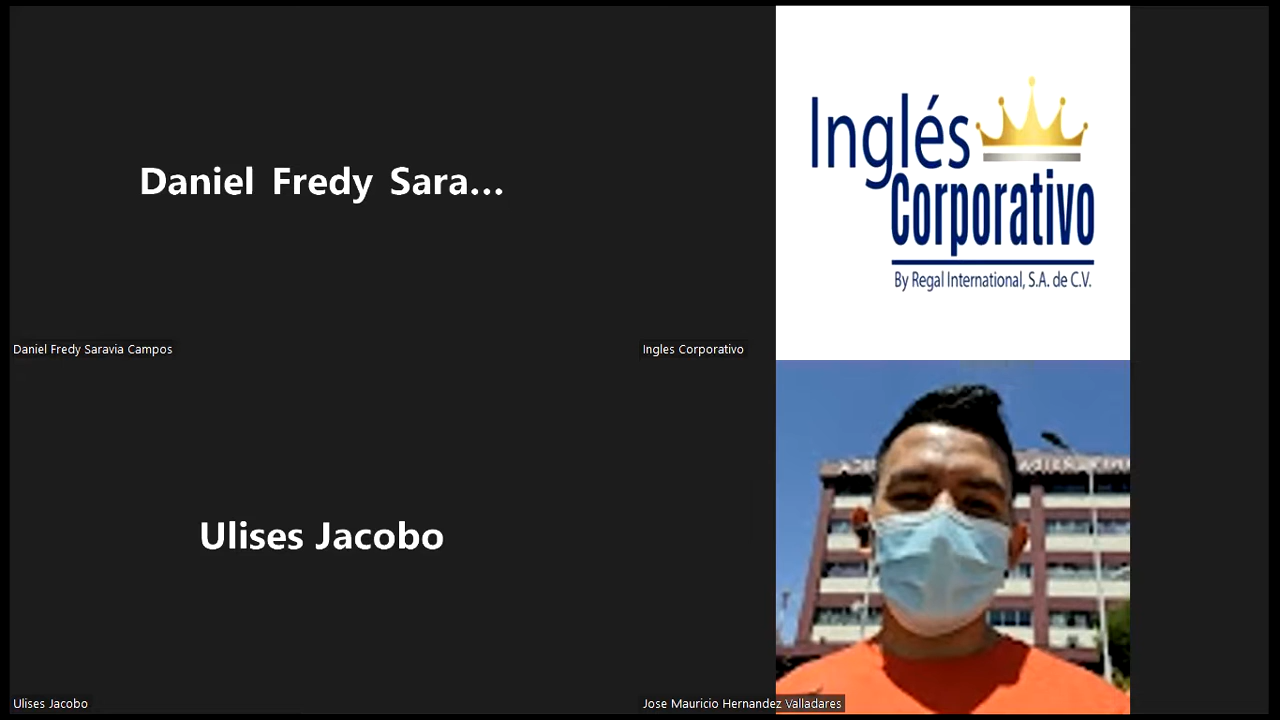 Daniel Fredy Sara...
Inglés
Corporativo
By Regal International, S.A. de C.V.
Daniel Fredy Saravia Campos
Ingles Corporativo
Ulises Jacobo
Ulises Jacobo
Jose Mauricio Hernandez Valladares